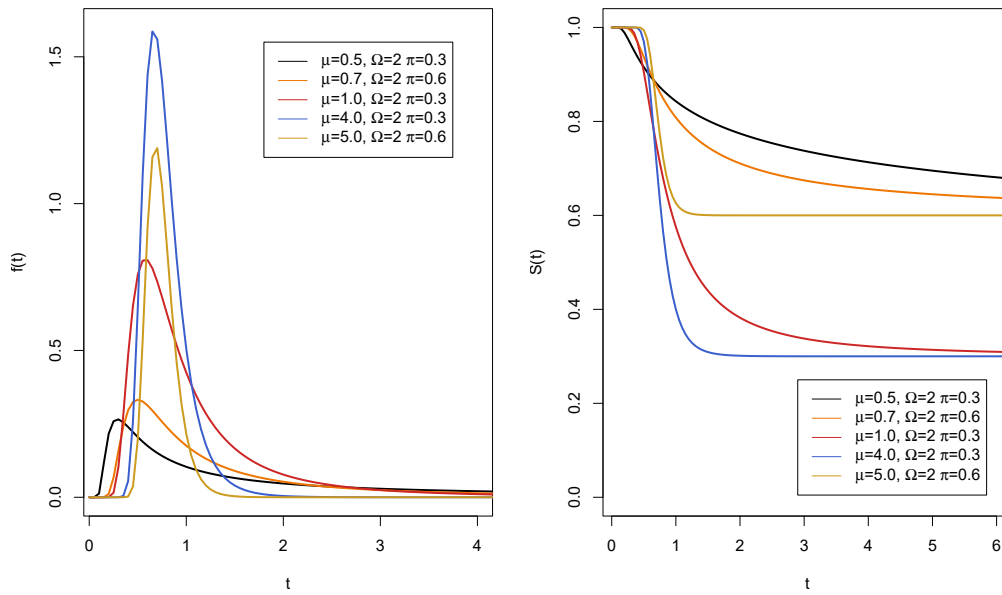 f(t)
1.5
1.0
0.5
0.0
μ=0.5, Ω=2 π=0.3
μ=0.7, Ω=2 π=0.6
μ=1.0, Ω=2 π=0.3
μ=4.0, Ω=2 π=0.3
μ=5.0, Ω=2 π=0.6
0 1 2 3 4
t
S(t)
1.0
0.8
0.6
0.4
0.2
0.0
μ=0.5, Ω=2 π=0.3
μ=0.7, Ω=2 π=0.6
μ=1.0, Ω=2 π=0.3
μ=4.0, Ω=2 π=0.3
μ=5.0, Ω=2 π=0.6
0 1 2 3 4 5 6
t